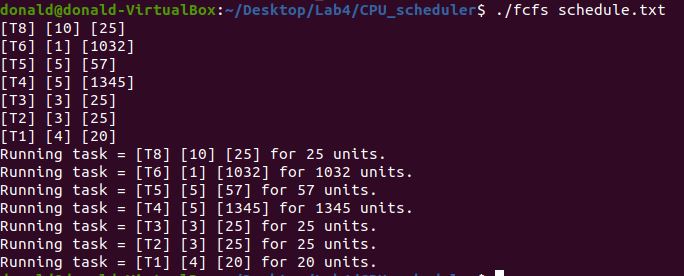 donald@donald-VirtualBox:~/Desktop/Lab4/CPU_scheduler$ ./fcfs schedule.txt
[T8] [10] [25]
[T6] [1] [1032]
[T5] [5] [57]
[T4] [5] [1345]
[T3] [3] [25]
[T2] [3] [25]
[T1] [4] [20]
Running task = [T8] [10] [25] for 25 units.
Running task = [T6] [1] [1032] for 1032 units.
Running task = [T5] [5] [57] for 57 units.
Running task = [T4] [5] [1345] for 1345 units.
Running task = [T3] [3] [25] for 25 units.
Running task = [T2] [3] [25] for 25 units.
Running task = [T1] [4] [20] for 20 units.